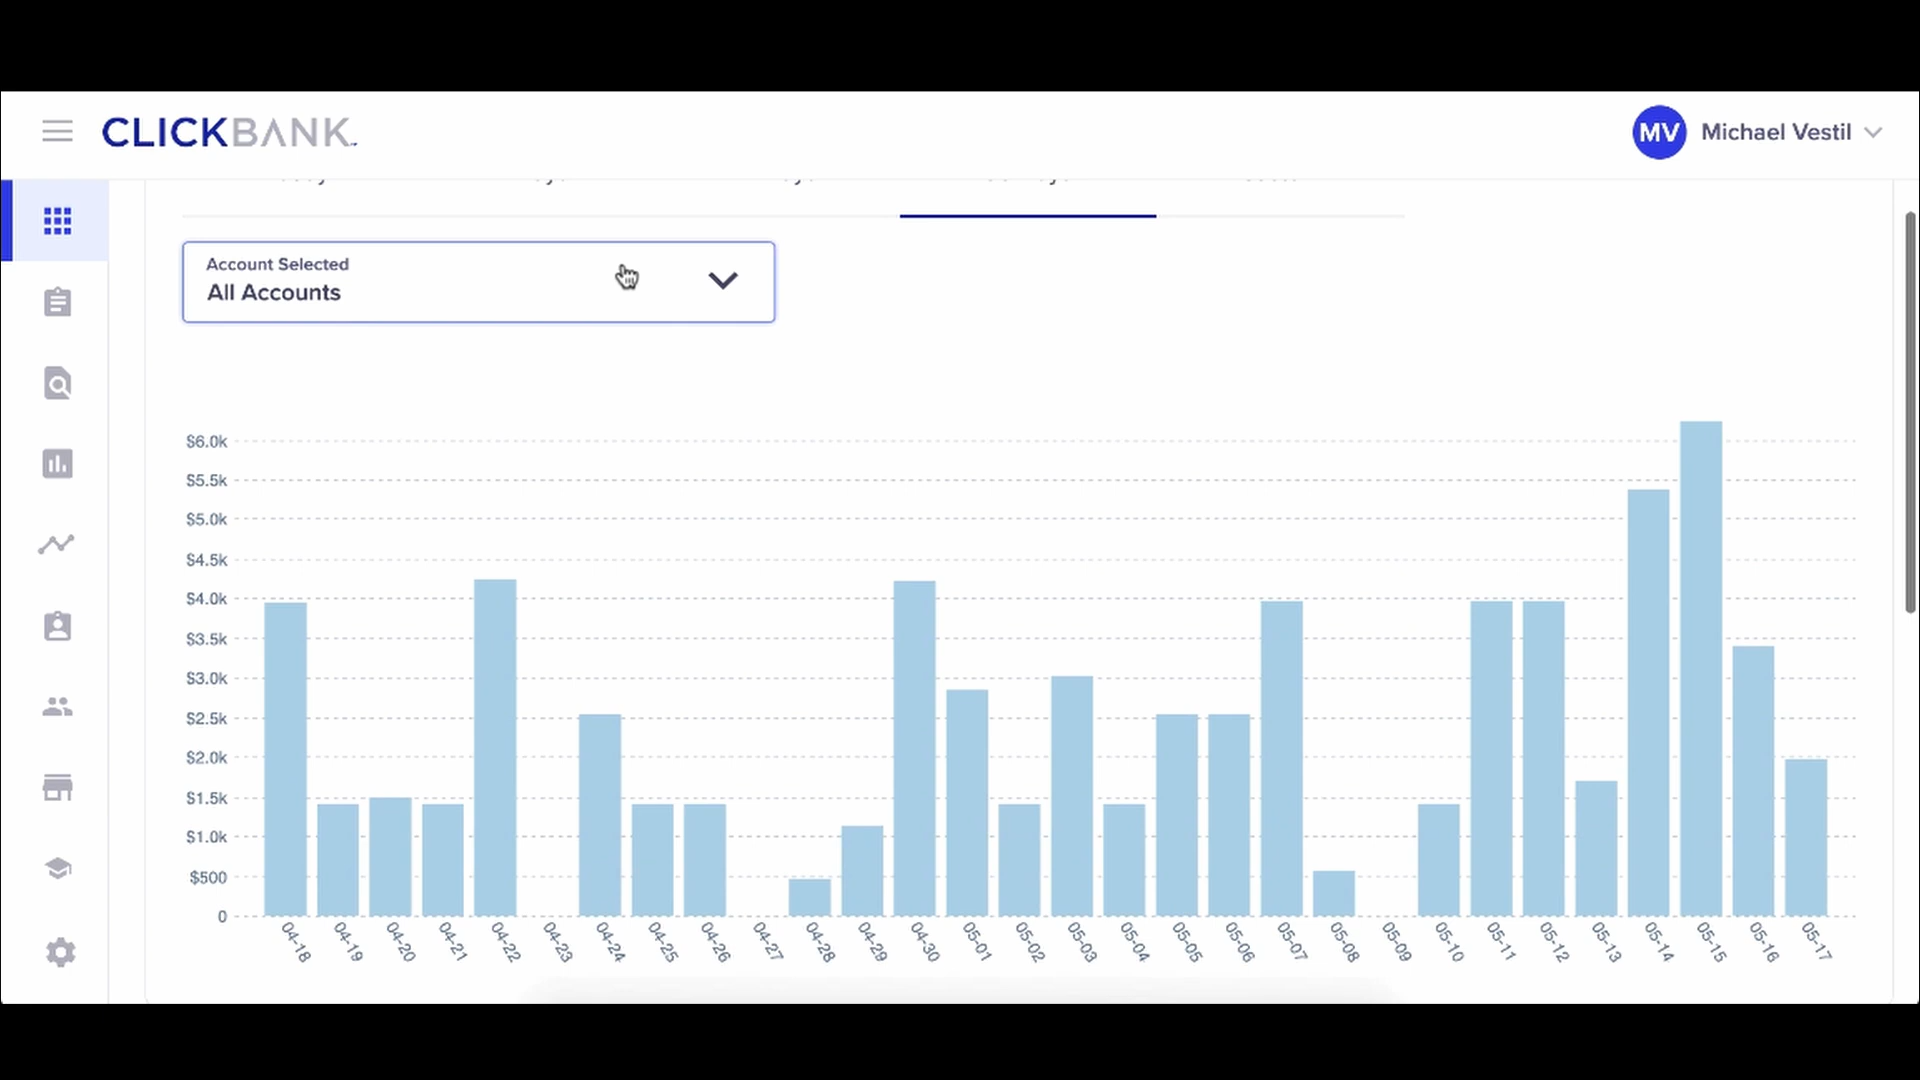 CLICKBANK
MV Michael Vestil
Account Selected
All Accounts
$6.0k
$5.5k
$5.0k
$4.5k
$4.0k
$3.5k
$3.0k
$2.5k
$2.0k
$1.5k
$1.0k
$500
0
04-18 04-19 04-20 04-21 04-22 04-23 04-24 04-25 04-26 04-27 04-28 04-29 04-30 05-01 05-02 05-03 05-04 05-05 05-06 05-07 05-08 05-09 05-10 05-11 05-12 05-13 05-14 05-15 05-16 05-17